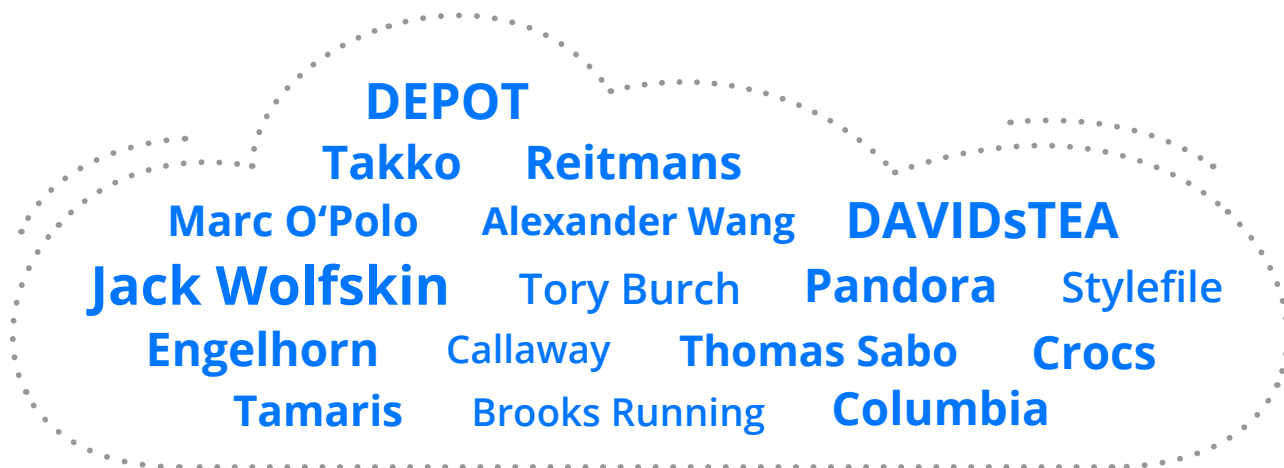 DEPOT
Takko Reitmans
Marc O‘Polo Alexander Wang DAVIDsTEA
Jack Wolfskin Tory Burch Pandora Stylefile
Engelhorn Callaway Thomas Sabo Crocs
Tamaris Brooks Running Columbia